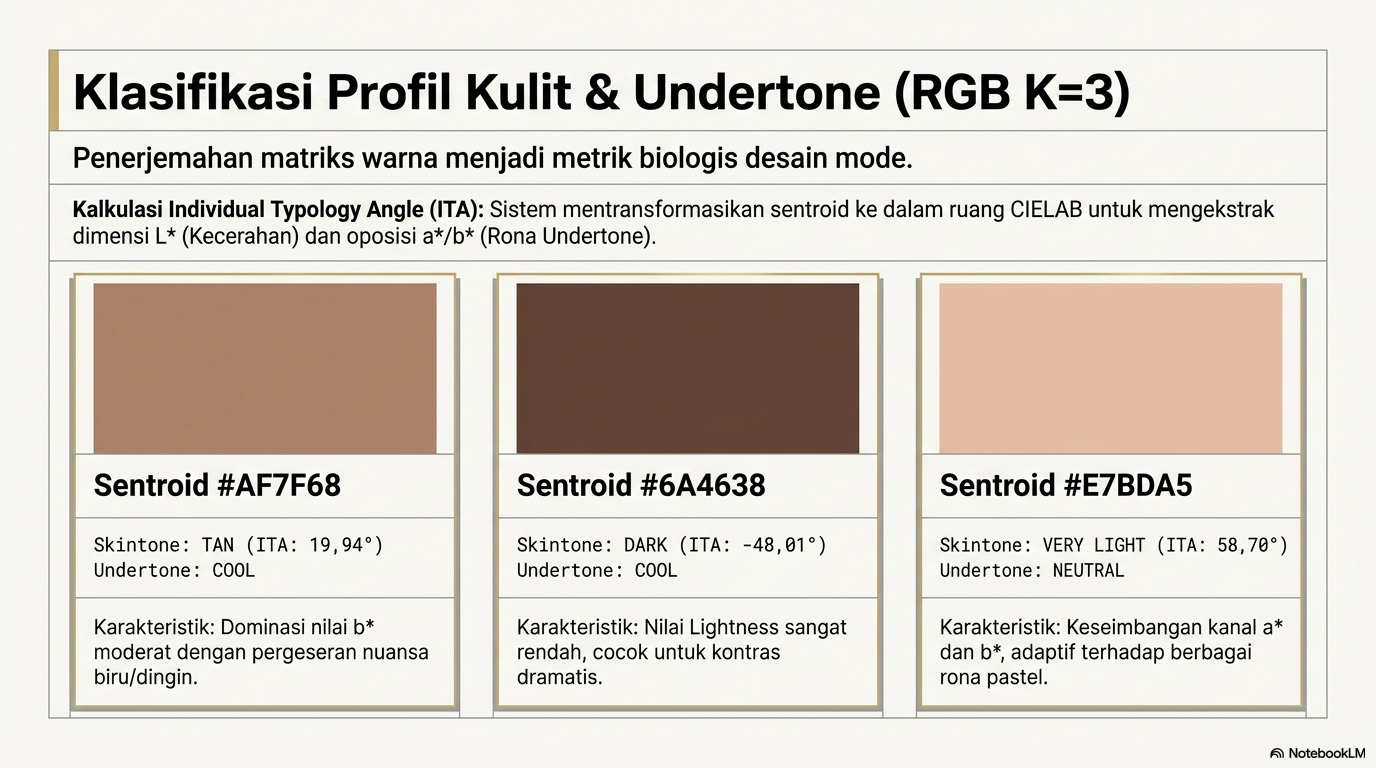 Klasifikasi Profil Kulit & Undertone (RGB K=3)
Penerjemahan matriks warna menjadi metrik biologis desain mode.
Kalkulasi Individual Typology Angle (ITA): Sistem mentransformasikan sentroid ke dalam ruang CIELAB untuk mengekstrak
dimensi L* (Kecerahan) dan oposisi a*/b* (Rona Undertone).
Sentroid #AF7F68
Skintone: TAN (ITA: 19,94°)
Undertone: COOL
Karakteristik: Dominasi nilai b*
moderat dengan pergeseran nuansa
biru/dingin.
Sentroid #6A4638
Skintone: DARK (ITA: -48,01°)
Undertone: COOL
Karakteristik: Nilai Lightness sangat
rendah, cocok untuk kontras
dramatis.
Sentroid #E7BDA5
Skintone: VERY LIGHT (ITA: 58,70°)
Undertone: NEUTRAL
Karakteristik: Keseimbangan kanal a*
dan b*, adaptif terhadap berbagai
rona pastel.
NotebookLM